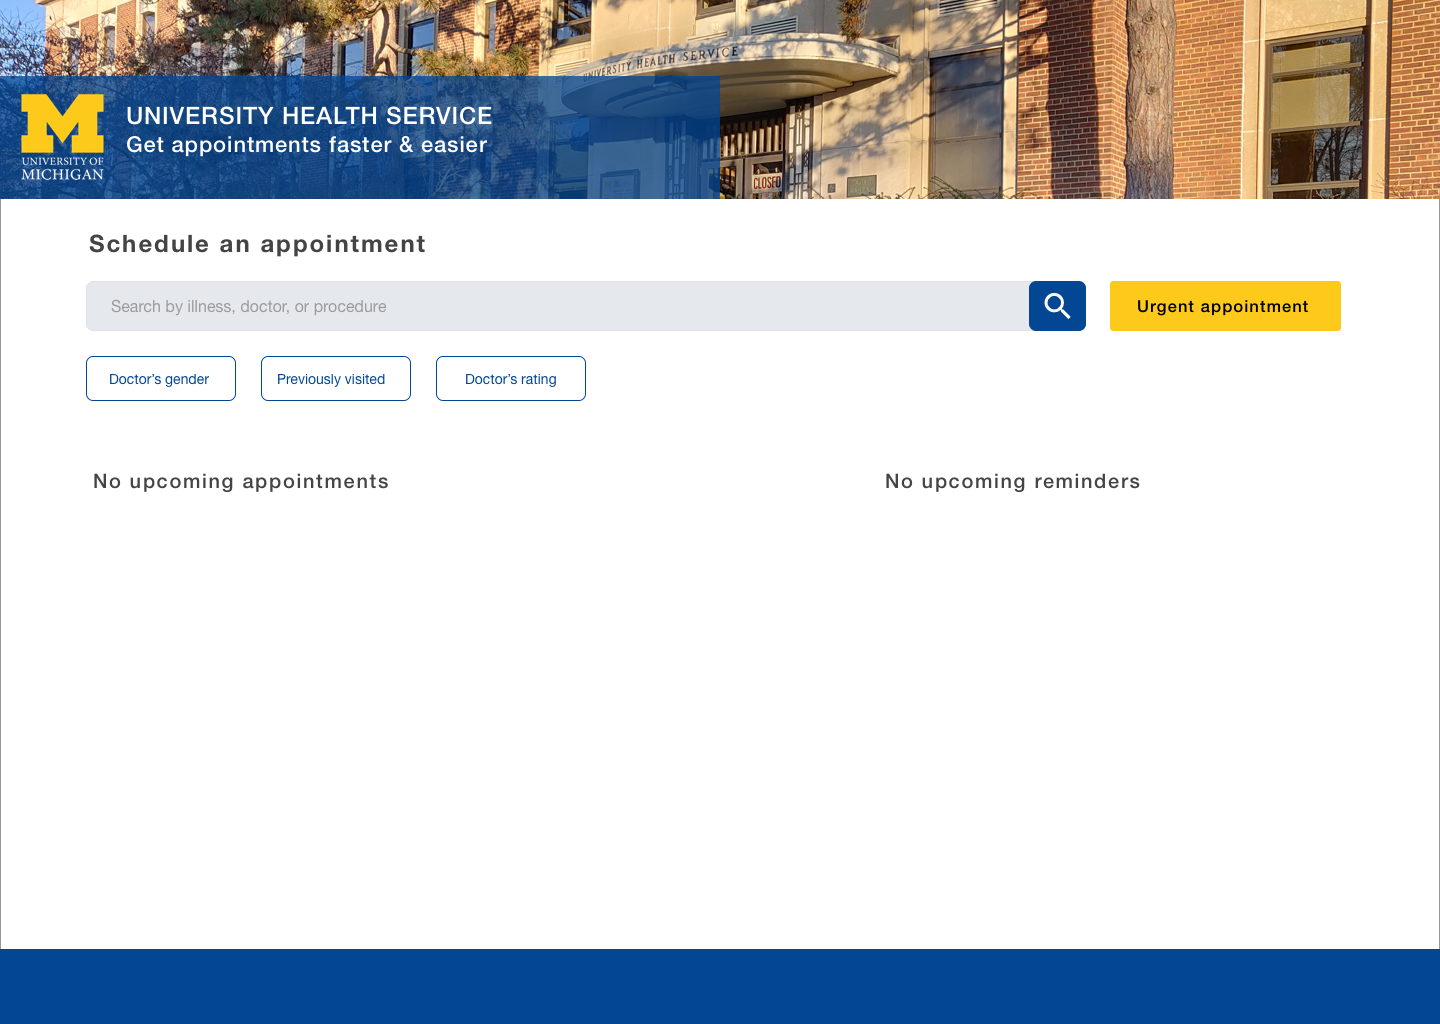 UNIVERSITY HEALTH SERVICE
UNIVERSITY HEALTH SERVICE
Get appointments faster & easier
UNIVERSITY OF
MICHIGAN
CLOSED
Schedule an appointment
Search by illness, doctor, or procedure
Urgent appointment
Doctor’s gender
Previously visited
Doctor’s rating
No upcoming appointments
No upcoming reminders